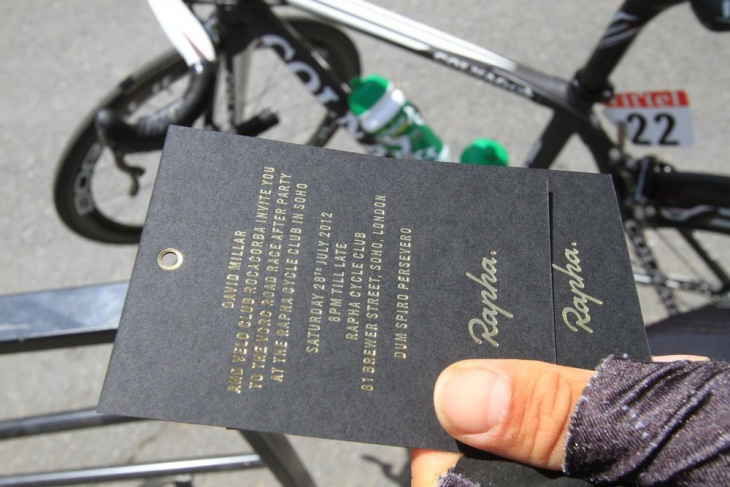 DAVID MILLAR
AND VELO CLUB ROCACORBA INVITE YOU
TO THE VCRC ROAD RACE AFTER PARTY
AT THE RAPHA CYCLE CLUB IN SOHO
SATURDAY 28TH JULY 2012
8PM TILL LATE
RAPHA CYCLE CLUB
81 BREWER STREET, SOHO, LONDON
DUM SPIRO PERSEVERO
Rapha.
Rapha.
22